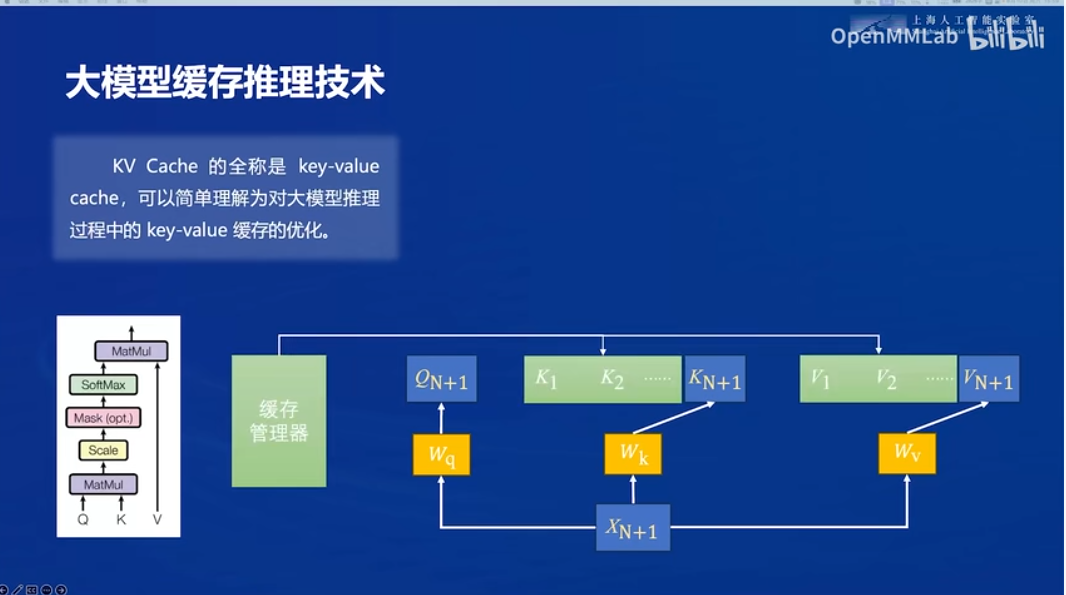 上海人工智能实验室
OpenMMLab bilibili
大模型缓存推理技术
KV Cache 的全称是 key-value
cache，可以简单理解为对大模型推理
过程中的 key-value 缓存的优化。
MatMul
SoftMax
Mask (opt.)
Scale
MatMul
Q K V
缓存
管理器
Q_{N+1}
K_1 K_2 ...... K_{N+1}
V_1 V_2 ...... V_{N+1}
W_q
W_k
W_v
X_{N+1}